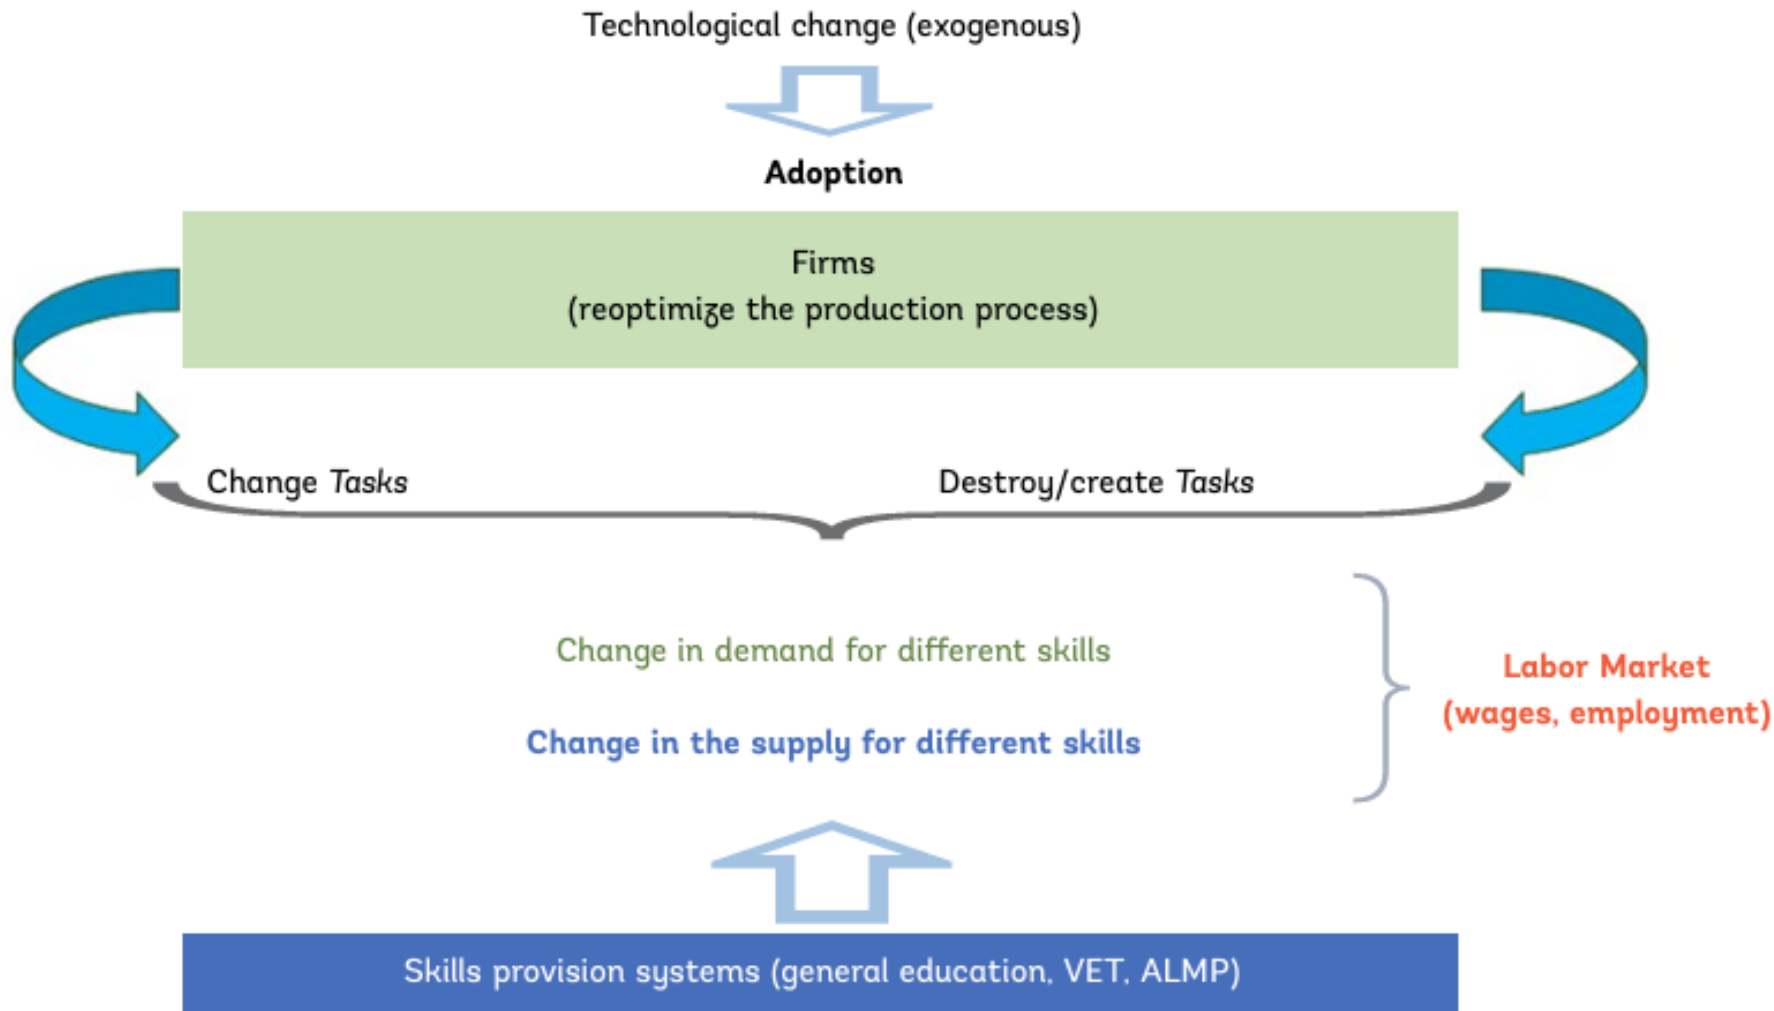 Technological change (exogenous)
Adoption
Firms
(reoptimize the production process)
Change Tasks
Destroy/create Tasks
Change in demand for different skills
Change in the supply for different skills
Labor Market
(wages, employment)
Skills provision systems (general education, VET, ALMP)